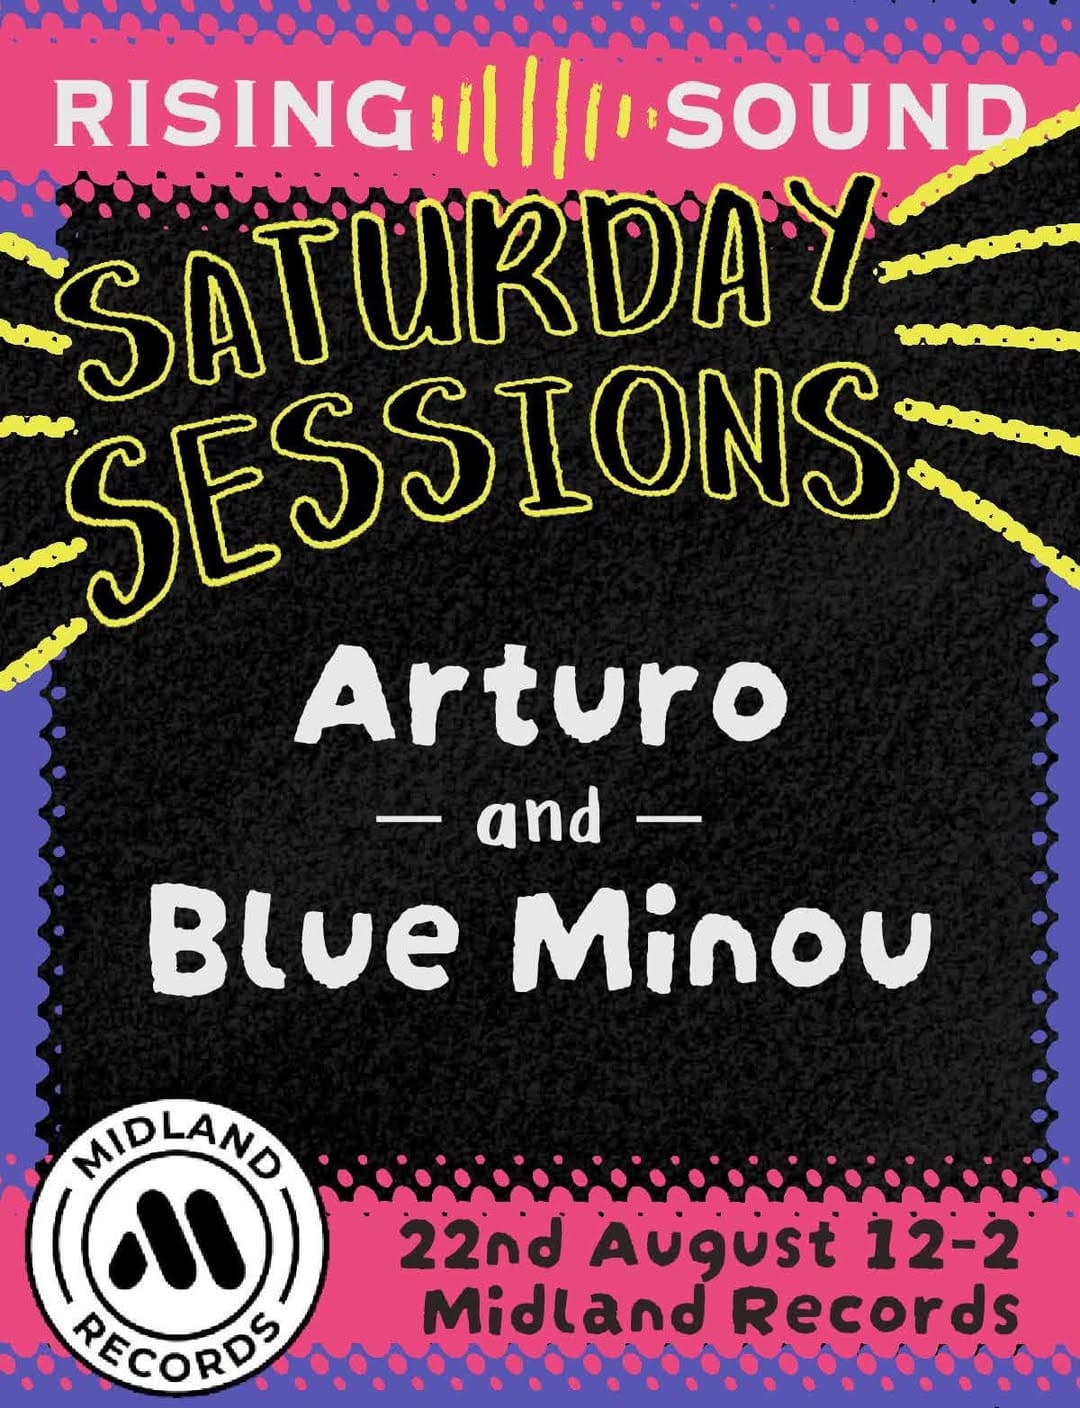 RISING SOUND
SATURDAY
SESSIONS
Arturo
— and —
Blue Minou
MIDLAND
RECORDS
22nd August 12-2
Midland Records